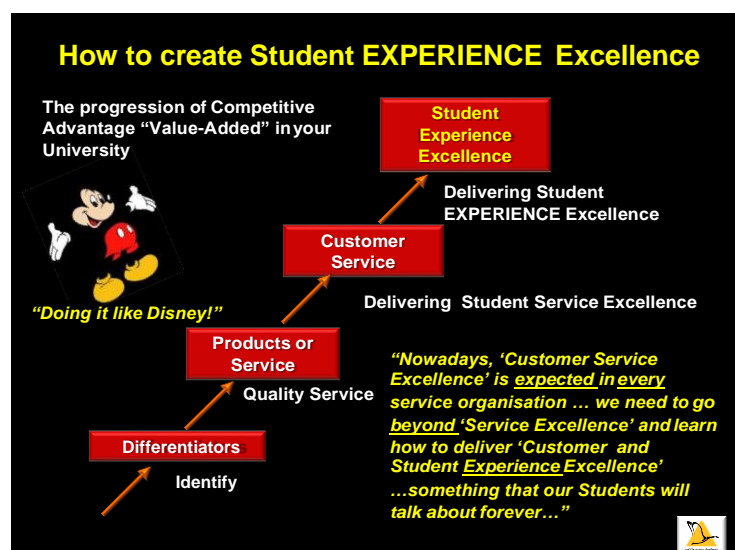 How to create Student EXPERIENCE Excellence
The progression of Competitive
Advantage “Value-Added” in your
University
Student
Experience
Excellence
Delivering Student
EXPERIENCE Excellence
Customer
Service
“Doing it like Disney!”
Delivering Student Service Excellence
Products or
Service
Quality Service
“Nowadays, ‘Customer Service
Excellence’ is expected in every
service organisation … we need to go
beyond ‘Service Excellence’ and learn
how to deliver ‘Customer and
Student Experience Excellence’
…something that our Students will
talk about forever…”
Differentiators
Identify